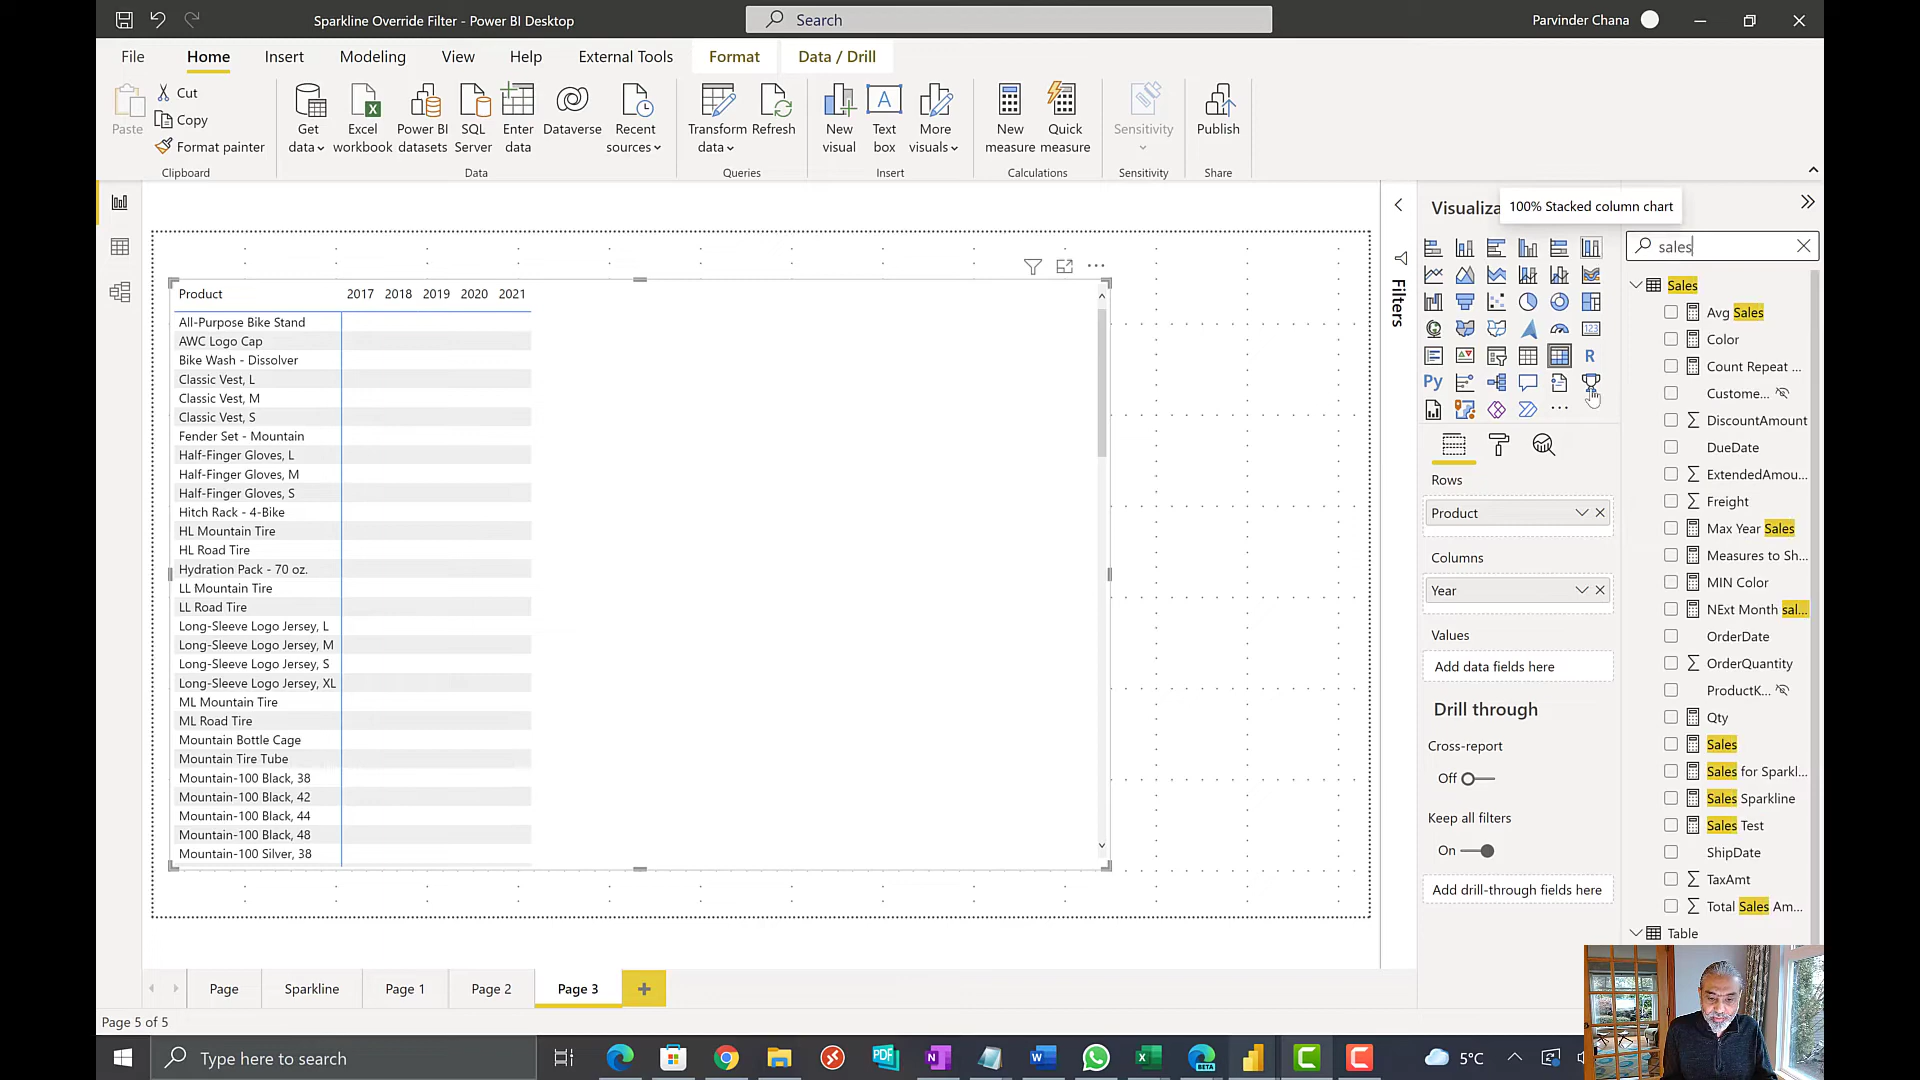 Sparkline Override Filter - Power BI Desktop
Search
Parvinder Chana
File
Home
Insert
Modeling
View
Help
External Tools
Format
Data / Drill
Paste
Cut
Copy
Format painter
Clipboard
Get data
Excel workbook
Power BI datasets
SQL Server
Enter data
Dataverse
Recent sources
Data
Transform data
Refresh
Queries
New visual
Text box
More visuals
Insert
New measure
Quick measure
Calculations
Sensitivity
Sensitivity
Publish
Share
Product 2017 2018 2019 2020 2021
All-Purpose Bike Stand
AWC Logo Cap
Bike Wash - Dissolver
Classic Vest, L
Classic Vest, M
Classic Vest, S
Fender Set - Mountain
Half-Finger Gloves, L
Half-Finger Gloves, M
Half-Finger Gloves, S
Hitch Rack - 4-Bike
HL Mountain Tire
HL Road Tire
Hydration Pack - 70 oz.
LL Mountain Tire
LL Road Tire
Long-Sleeve Logo Jersey, L
Long-Sleeve Logo Jersey, M
Long-Sleeve Logo Jersey, S
Long-Sleeve Logo Jersey, XL
ML Mountain Tire
ML Road Tire
Mountain Bottle Cage
Mountain Tire Tube
Mountain-100 Black, 38
Mountain-100 Black, 42
Mountain-100 Black, 44
Mountain-100 Black, 48
Mountain-100 Silver, 38
Filters
Visualiza
100% Stacked column chart
123
R
Py
Rows
Product
Columns
Year
Values
Add data fields here
Drill through
Cross-report
Off
Keep all filters
On
Add drill-through fields here
sales
Sales
Avg Sales
Color
Count Repeat ...
Custome...
DiscountAmount
DueDate
ExtendedAmou...
Freight
Max Year Sales
Measures to Sh...
MIN Color
NExt Month sal...
OrderDate
OrderQuantity
ProductK...
Qty
Sales
Sales for Sparkl...
Sales Sparkline
Sales Test
ShipDate
TaxAmt
Total Sales Am...
Table
Page
Sparkline
Page 1
Page 2
Page 3
Page 5 of 5
Type here to search
PDF
BETA
5°C